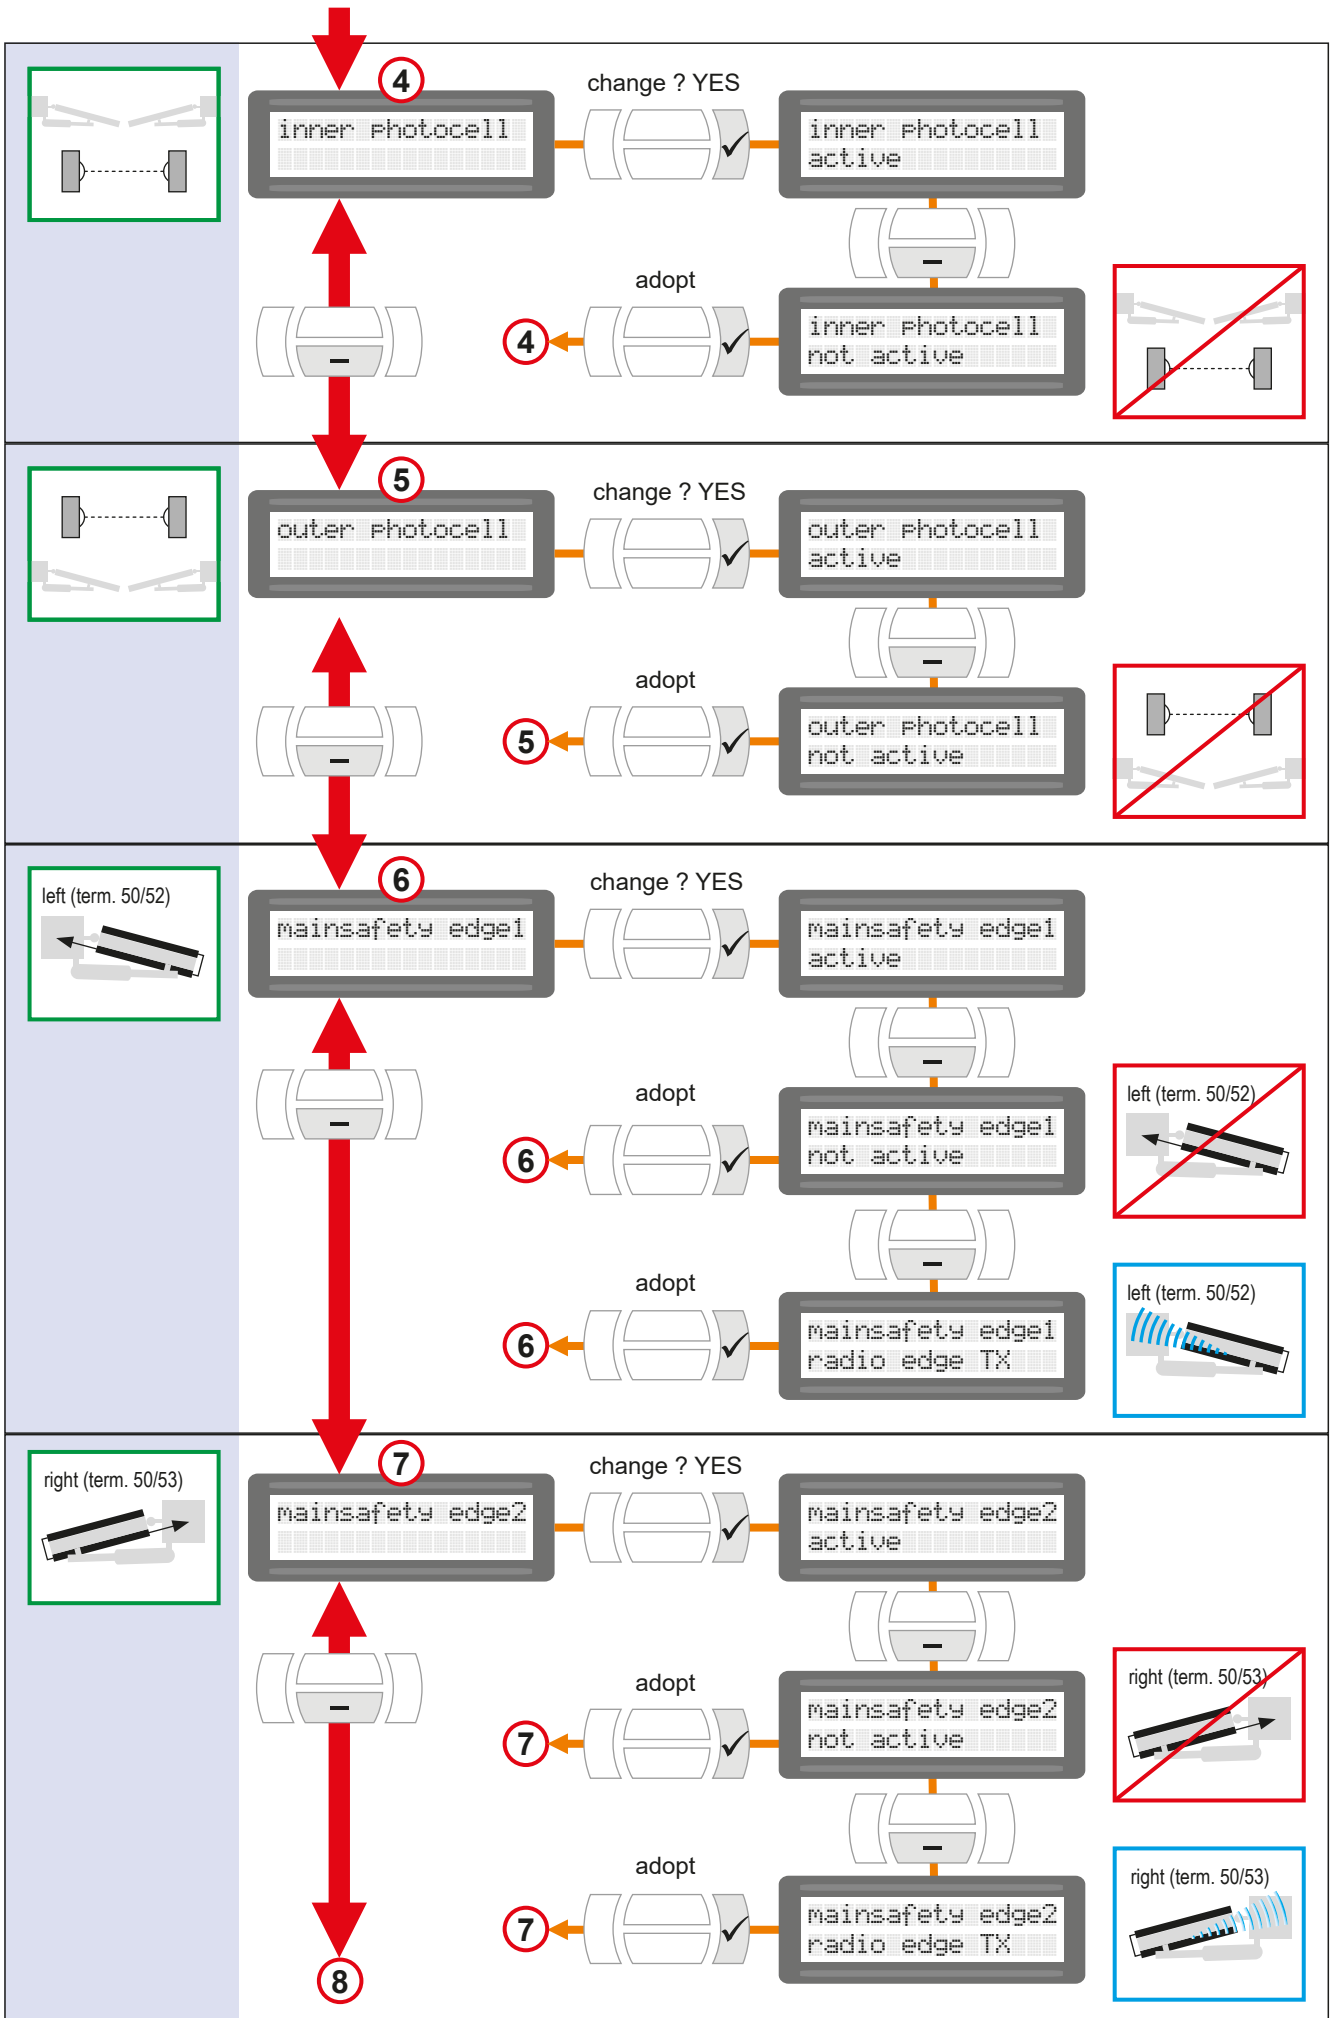 4
change ? YES
inner photocell
inner photocell
active
adopt
4
inner photocell
not active
5
change ? YES
outer photocell
outer photocell
active
adopt
5
outer photocell
not active
left (term. 50/52)
6
change ? YES
mainsafety edge1
mainsafety edge1
active
adopt
6
mainsafety edge1
not active
left (term. 50/52)
adopt
6
mainsafety edge1
radio edge TX
left (term. 50/52)
right (term. 50/53)
7
change ? YES
mainsafety edge2
mainsafety edge2
active
adopt
7
mainsafety edge2
not active
right (term. 50/53)
adopt
7
mainsafety edge2
radio edge TX
right (term. 50/53)
8